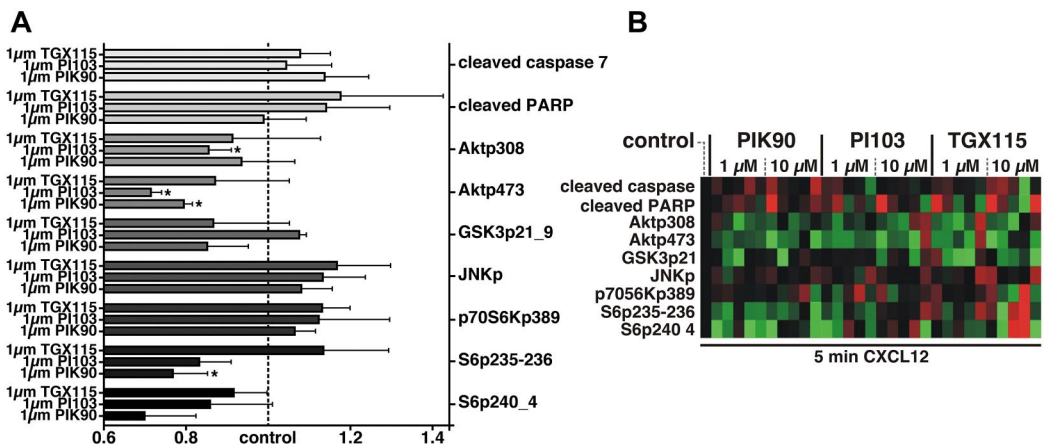 A
1µm TGX115
1µm PI103
1µm PIK90
cleaved caspase 7
1µm TGX115
1µm PI103
1µm PIK90
cleaved PARP
1µm TGX115
1µm PI103 *
1µm PIK90
Aktp308
1µm TGX115
1µm PI103 *
1µm PIK90 *
Aktp473
1µm TGX115
1µm PI103
1µm PIK90
GSK3p21_9
1µm TGX115
1µm PI103
1µm PIK90
JNKp
1µm TGX115
1µm PI103
1µm PIK90
p70S6Kp389
1µm TGX115
1µm PI103
1µm PIK90 *
S6p235-236
1µm TGX115
1µm PI103
1µm PIK90
S6p240_4
0.6 0.8 control 1.2 1.4
B
control PIK90 PI103 TGX115
1 µM 10 µM 1 µM 10 µM 1 µM 10 µM
cleaved caspase
cleaved PARP
Aktp308
Aktp473
GSK3p21
JNKp
p7056Kp389
S6p235-236
S6p240 4
5 min CXCL12